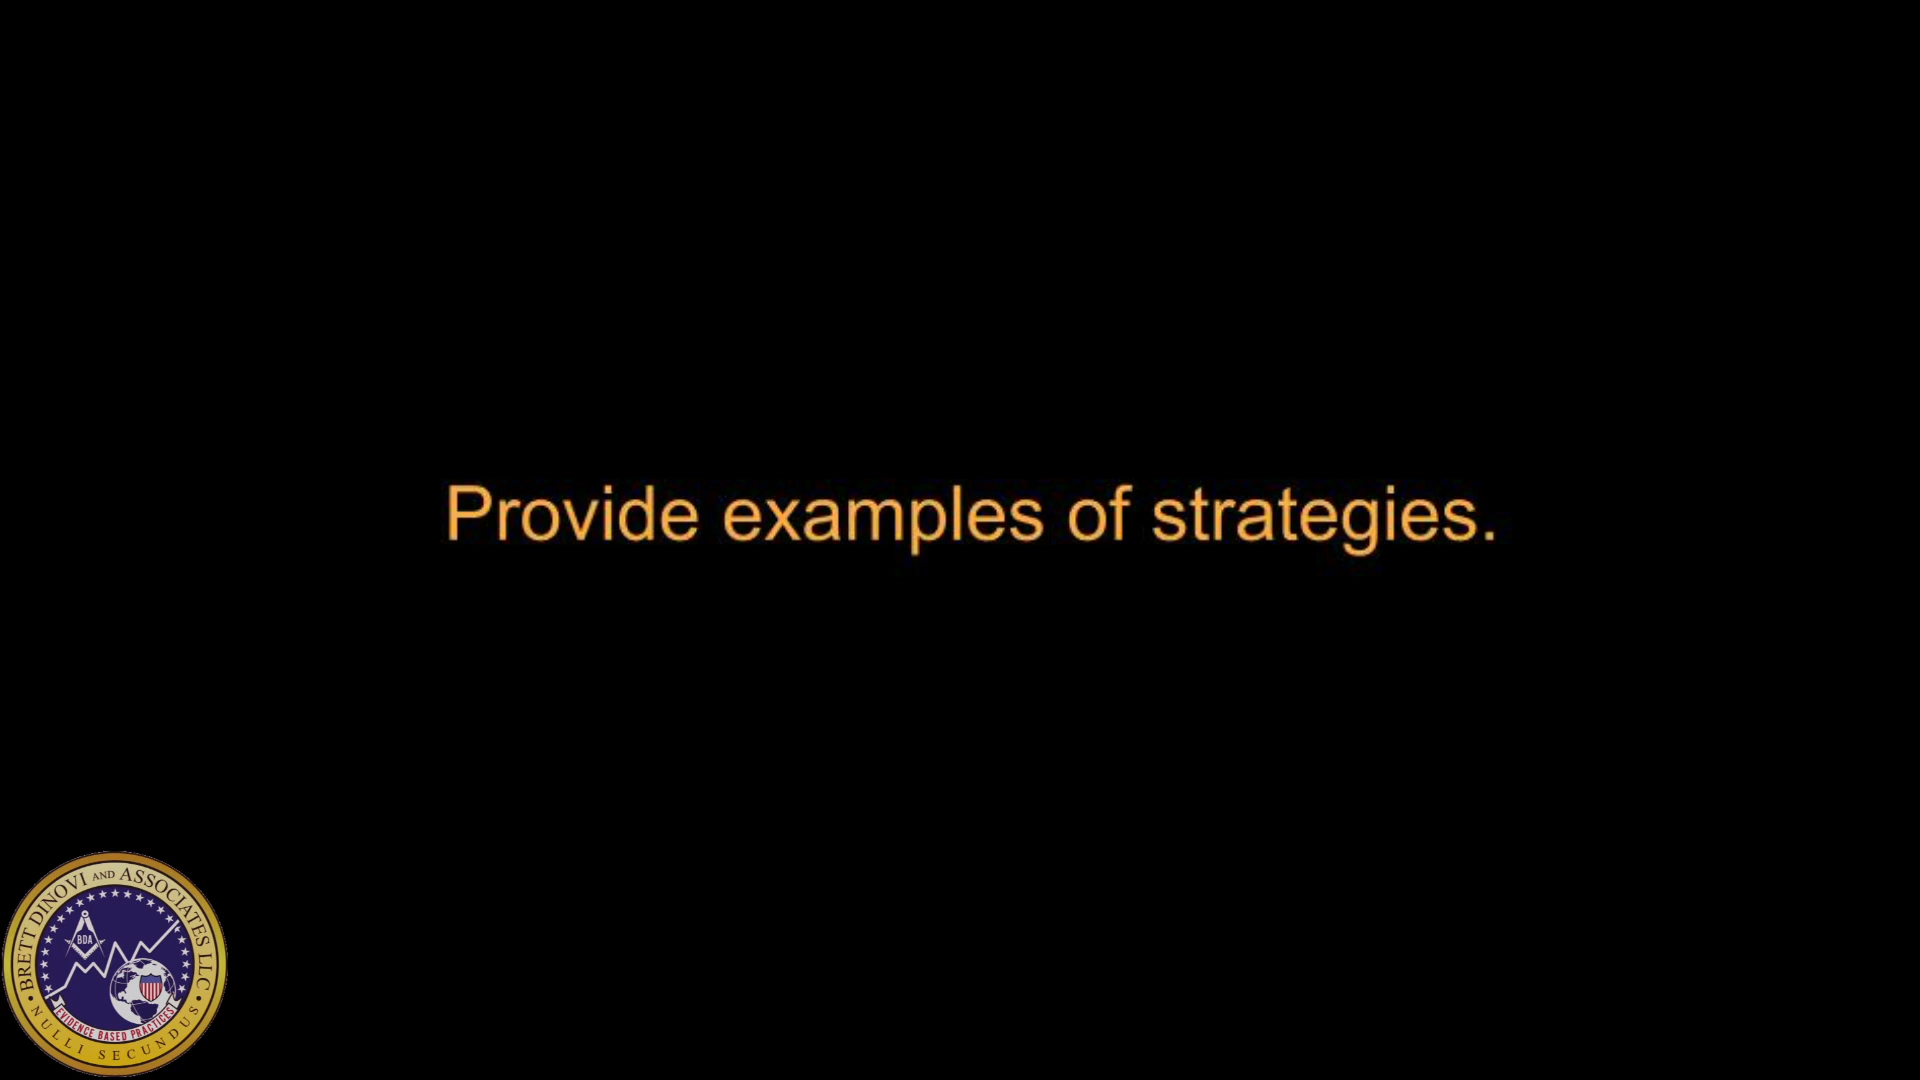 Provide examples of strategies.
BRETT DINOVI AND ASSOCIATES LLC
BDA
EVIDENCE BASED PRACTICES
• NULLI SECUNDUS •